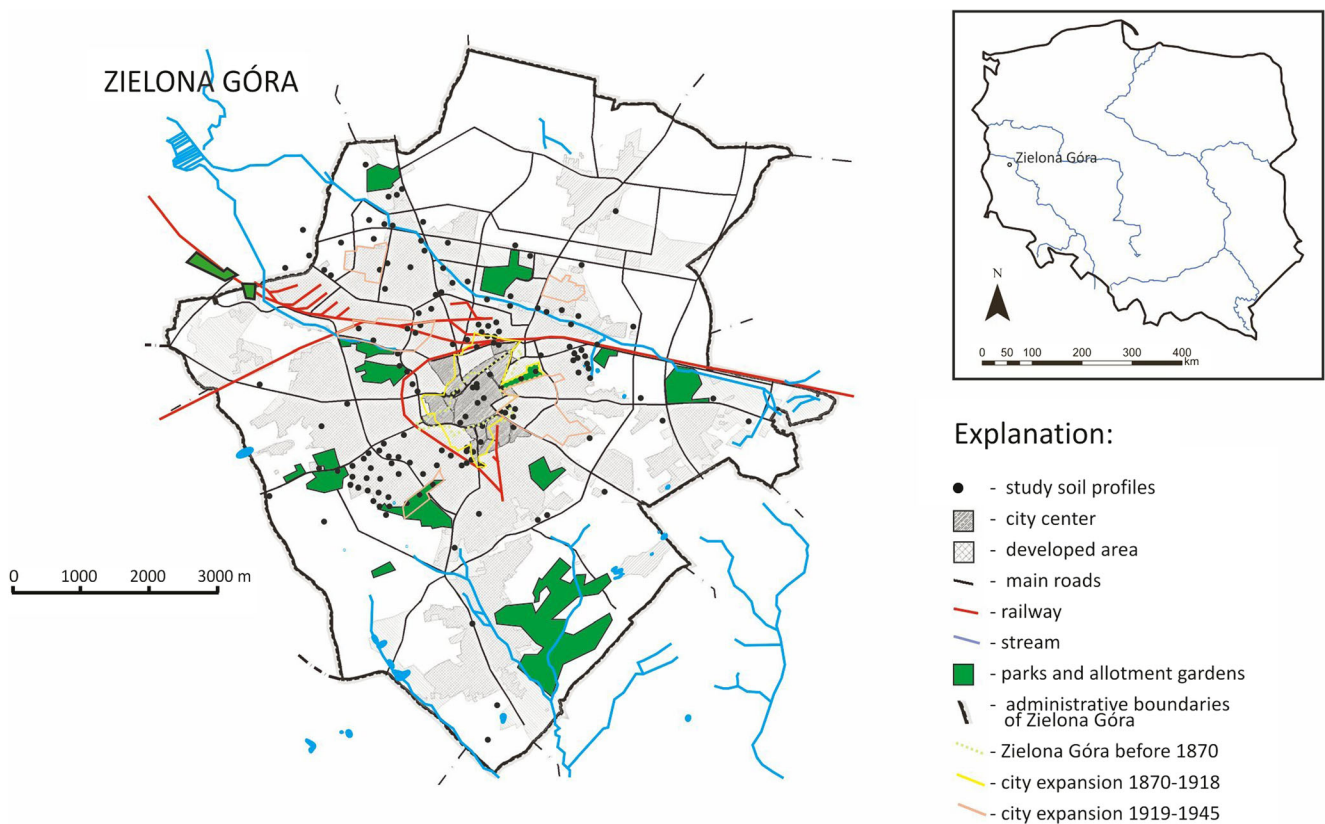 ZIELONA GÓRA
0 1000 2000 3000 m
Zielona Góra
N
0 50 100 200 300 400
km
Explanation:
- study soil profiles
- city center
- developed area
- main roads
- railway
- stream
- parks and allotment gardens
- administrative boundaries
of Zielona Góra
- Zielona Góra before 1870
- city expansion 1870-1918
- city expansion 1919-1945